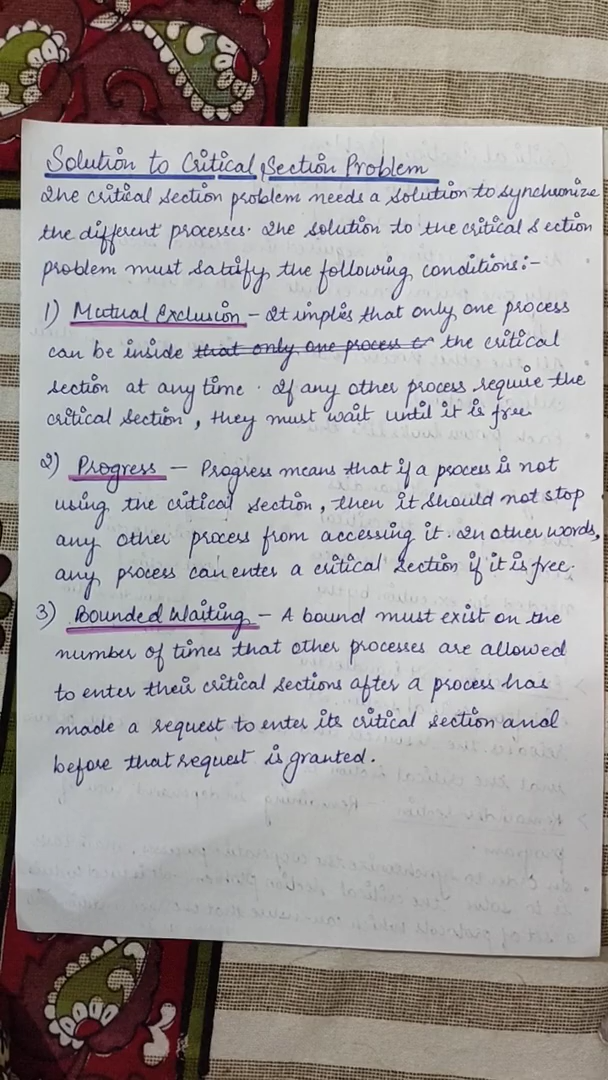 Solution to Critical Section Problem
The critical section problem needs a solution to synchronize
the different processes. The solution to the critical section
problem must satisfy the following conditions:-
1) Mutual Exclusion - It implies that only one process
can be inside that only one process cr the critical
section at any time. If any other process require the
critical section, they must wait until it is free.
2) Progress - Progress means that if a process is not
using the critical section, then it should not stop
any other process from accessing it. In other words,
any process can enter a critical section if it is free.
3) Bounded Waiting - A bound must exist on the
number of times that other processes are allowed
to enter their critical sections after a process has
made a request to enter its critical section and
before that request is granted.